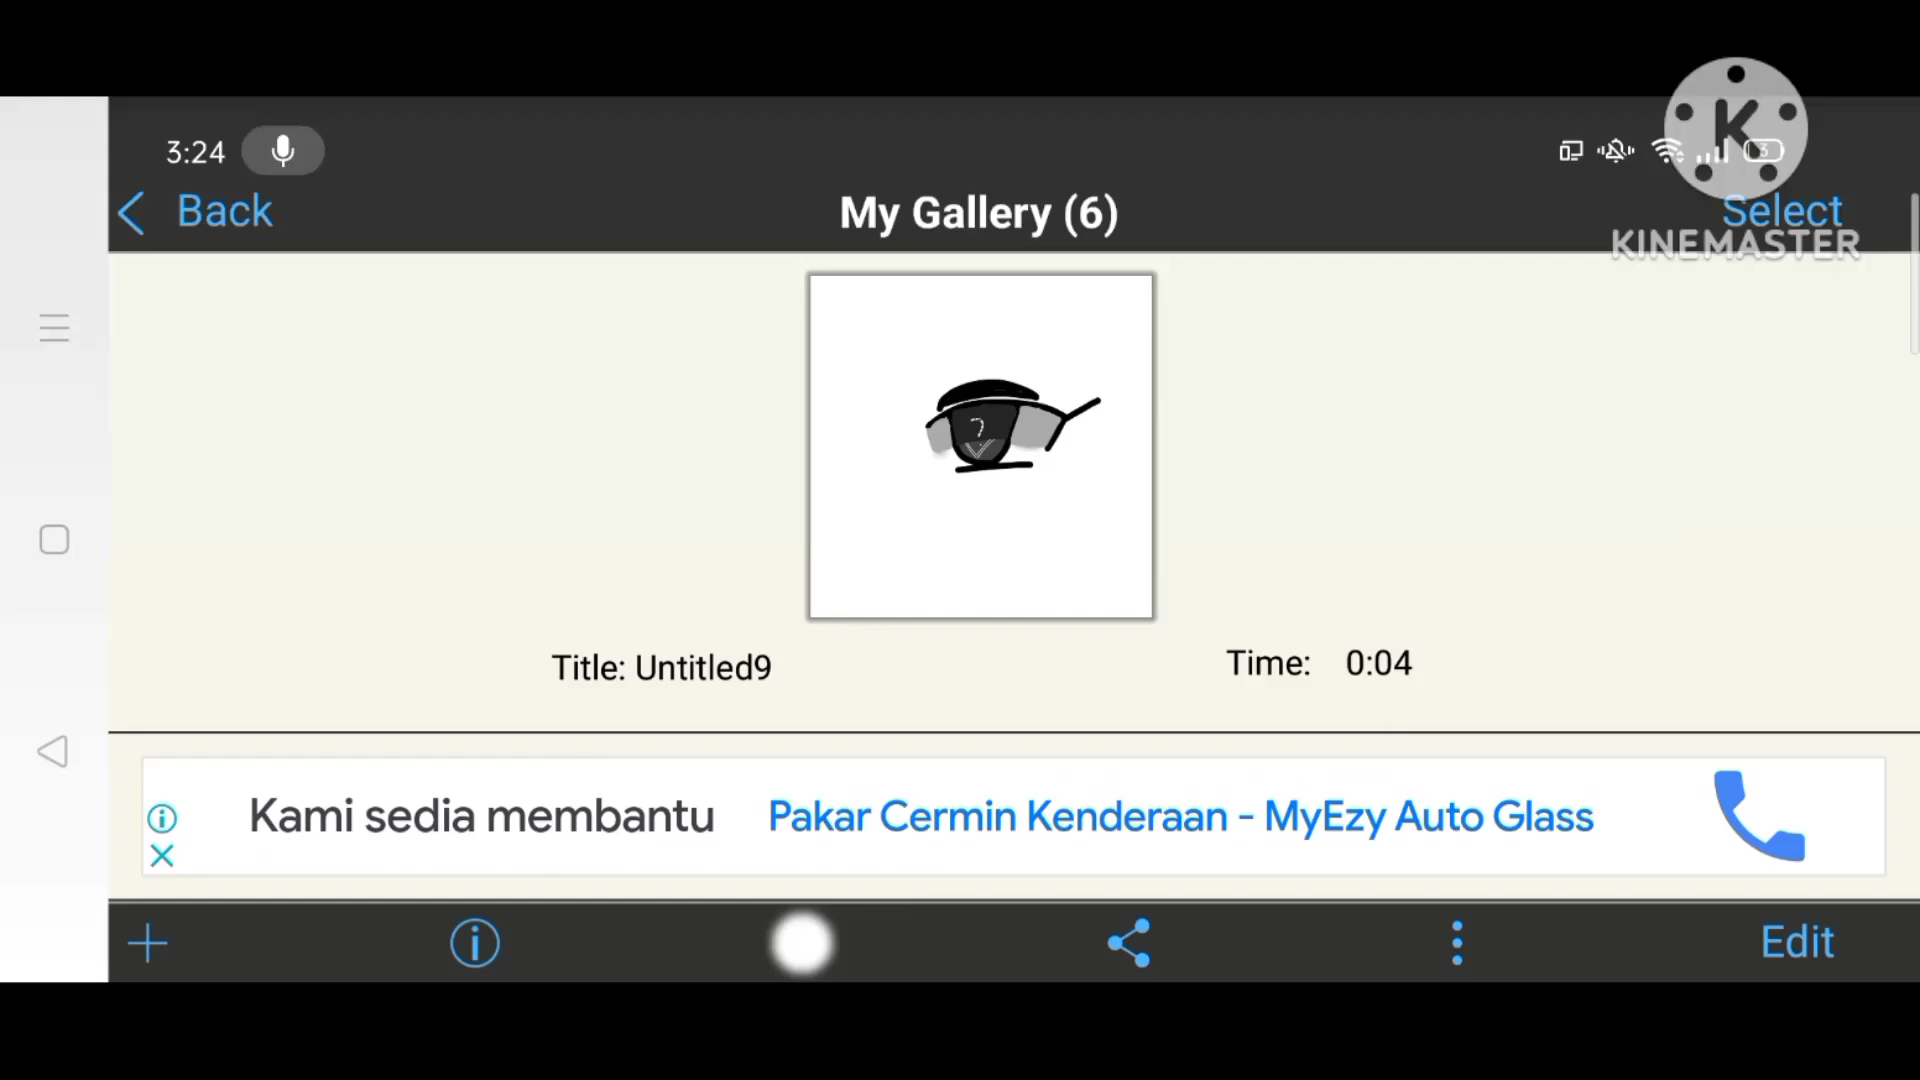 3:24
3
Back
My Gallery (6)
Select
K
KINEMASTER
Title: Untitled9
Time: 0:04
Kami sedia membantu
Pakar Cermin Kenderaan - MyEzy Auto Glass
Edit